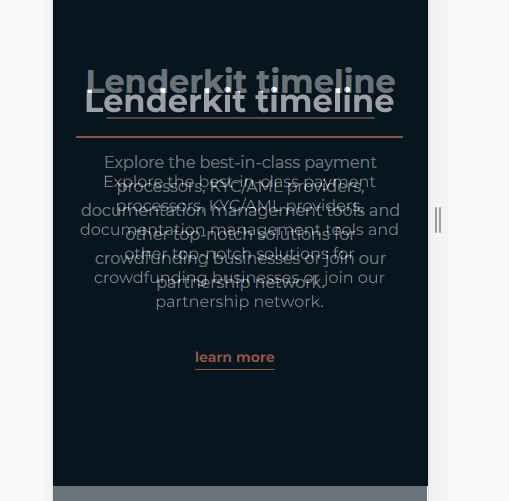 Lenderkit timeline
Lenderkit timeline
Explore the best-in-class payment
processors, KYC/AML providers,
documentation management tools and
other top-notch solutions for
crowdfunding businesses or join our
partnership network.
Explore the best-in-class payment
processors, KYC/AML providers,
documentation management tools and
other top-notch solutions for
crowdfunding businesses or join our
partnership network.
learn more